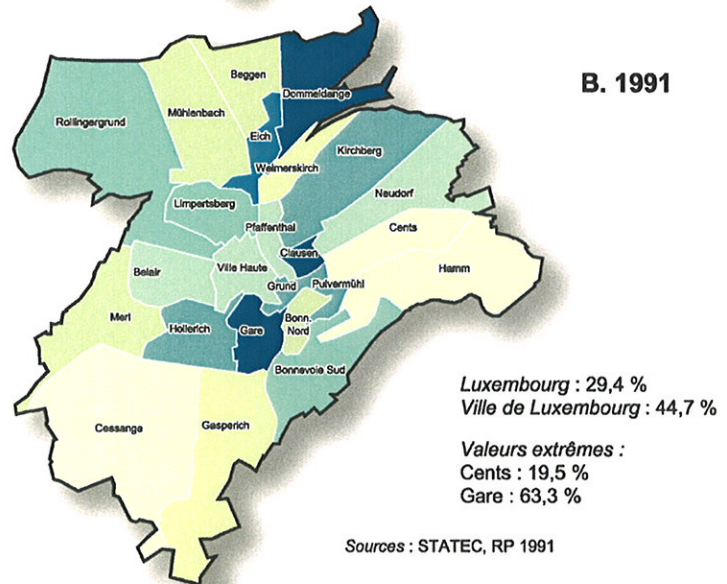 B. 1991
Beggen
Dommeldange
Rollingergrund
Mühlenbach
Eich
Kirchberg
Weimerskirch
Neudorf
Limpertsberg
Pfaffenthal
Cents
Clausen
Belair
Ville Haute
Hamm
Grund
Pulvermühl
Merl
Hollerich
Gare
Bonn.
Nord
Bonnevoie Sud
Cessange
Gasperich
Luxembourg : 29,4 %
Ville de Luxembourg : 44,7 %
Valeurs extrêmes :
Cents : 19,5 %
Gare : 63,3 %
Sources : STATEC, RP 1991